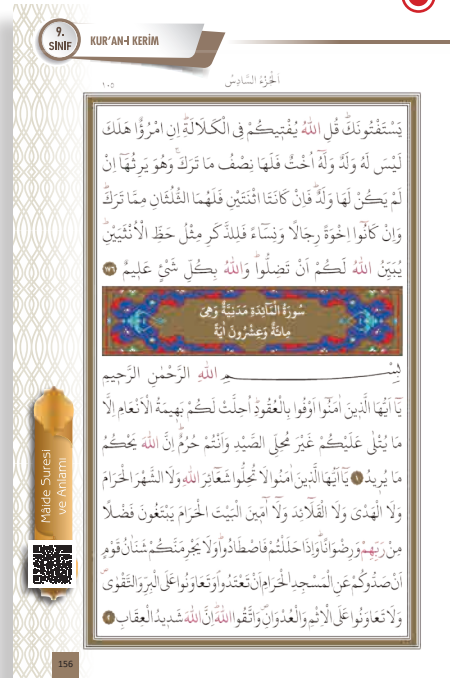 9.
SINIF
KUR'AN-I KERİM
اَلْجُزْءُ السَّادِسُ
١٠٥
يَسْتَفْتُونَكَۜ قُلِ اللّٰهُ يُفْتٖيكُمْ فِي الْكَلَالَةِۜ اِنِ امْرُؤٌا هَلَكَ
لَيْسَ لَهُ وَلَدٌ وَلَهُٓ اُخْتٌ فَلَهَا نِصْفُ مَا تَرَكَۚ وَهُوَ يَرِثُهَٓا اِنْ
لَمْ يَكُنْ لَهَا وَلَدٌۜ فَاِنْ كَانَتَا اثْنَتَيْنِ فَلَهُمَا الثُّلُثَانِ مِمَّا تَرَكَۜ
وَاِنْ كَانُٓوا اِخْوَةً رِجَالًا وَنِسَٓاءً فَلِلذَّكَرِ مِثْلُ حَظِّ الْاُنْثَيَيْنِۜ
يُبَيِّنُ اللّٰهُ لَكُمْ اَنْ تَضِلُّواۜ وَاللّٰهُ بِكُلِّ شَيْءٍ عَلٖيمٌ ١٧٦
سُورَةُ الْمَٓائِدَةِ مَدَنِيَّةٌ وَهِيَ
مِائَةٌ وَعِشْرُونَ اٰيَةً
بِسْمِ اللّٰهِ الرَّحْمٰنِ الرَّحٖيمِ
يَٓا اَيُّهَا الَّذٖينَ اٰمَنُٓوا اَوْفُوا بِالْعُقُودِۜ اُحِلَّتْ لَكُمْ بَهٖيمَةُ الْاَنْعَامِ اِلَّا
مَا يُتْلٰى عَلَيْكُمْ غَيْرَ مُحِلِّي الصَّيْدِ وَاَنْتُمْ حُرُمٌۜ اِنَّ اللّٰهَ يَحْكُمُ
مَا يُرٖيدُ ١ يَٓا اَيُّهَا الَّذٖينَ اٰمَنُوا لَا تُحِلُّوا شَعَٓائِرَ اللّٰهِ وَلَا الشَّهْرَ الْحَرَامَ
وَلَا الْهَدْيَ وَلَا الْقَلَٓائِدَ وَلَٓا اٰمّٖينَ الْبَيْتَ الْحَرَامَ يَبْتَغُونَ فَضْلًا
مِنْ رَبِّهِمْ وَرِضْوَانًاۜ وَاِذَا حَلَلْتُمْ فَاصْطَادُواۜ وَلَا يَجْرِمَنَّكُمْ شَنَاٰنُ قَوْمٍ
اَنْ صَدُّوكُمْ عَنِ الْمَسْجِدِ الْحَرَامِ اَنْ تَعْتَدُواۢ وَتَعَاوَنُوا عَلَى الْبِرِّ وَالتَّقْوٰىۖ
وَلَا تَعَاوَنُوا عَلَى الْاِثْمِ وَالْعُدْوَانِۖ وَاتَّقُوا اللّٰهَۜ اِنَّ اللّٰهَ شَدٖيدُ الْعِقَابِ ٢
Mâide Suresi
ve Anlamı
156